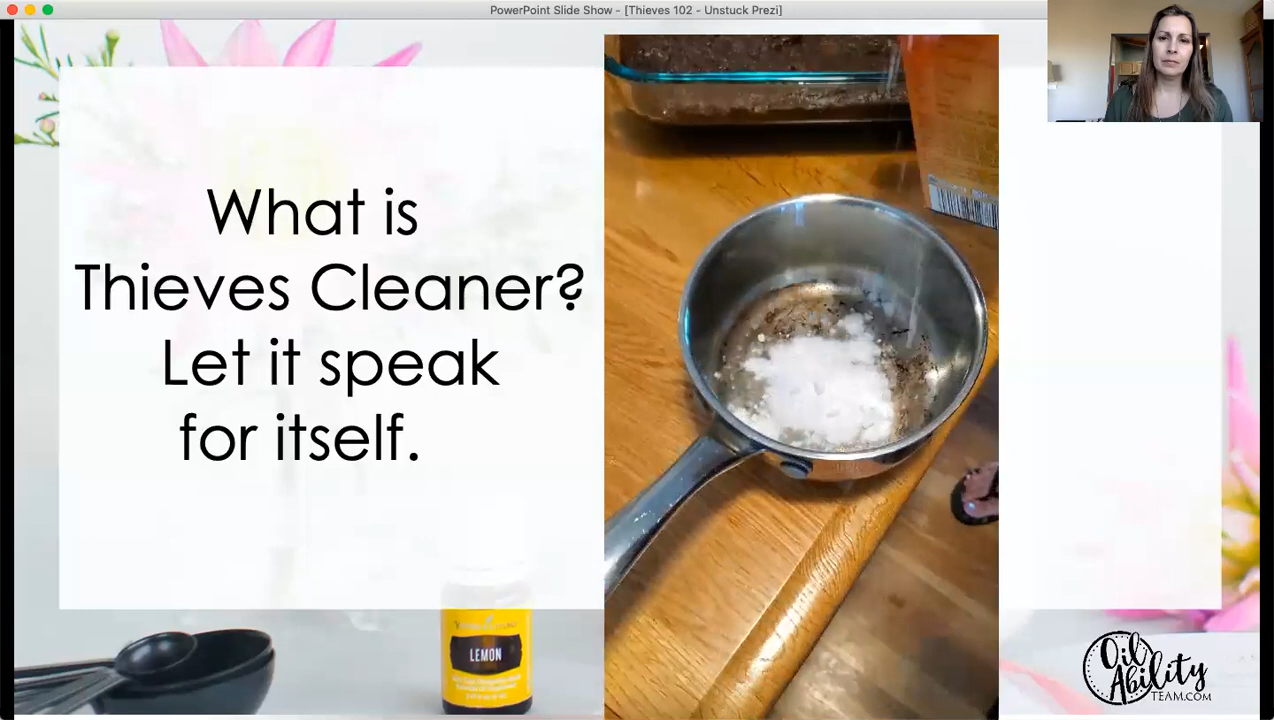 PowerPoint Slide Show - [Thieves 102 - Unstuck Prezi]
What is
Thieves Cleaner?
Let it speak
for itself.
LEMON
Oil
Ability
TEAM.COM